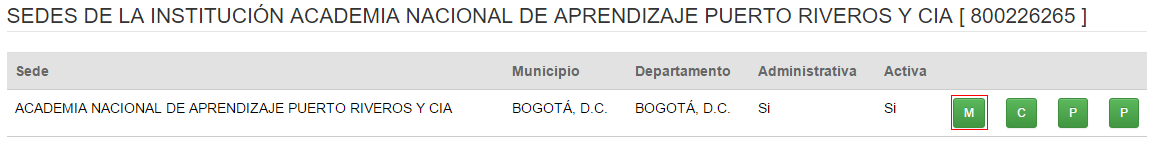 SEDES DE LA INSTITUCIÓN ACADEMIA NACIONAL DE APRENDIZAJE PUERTO RIVEROS Y CIA [ 800226265 ]
Sede Municipio Departamento Administrativa Activa
ACADEMIA NACIONAL DE APRENDIZAJE PUERTO RIVEROS Y CIA BOGOTÁ, D.C. BOGOTÁ, D.C. Si Si M C P P